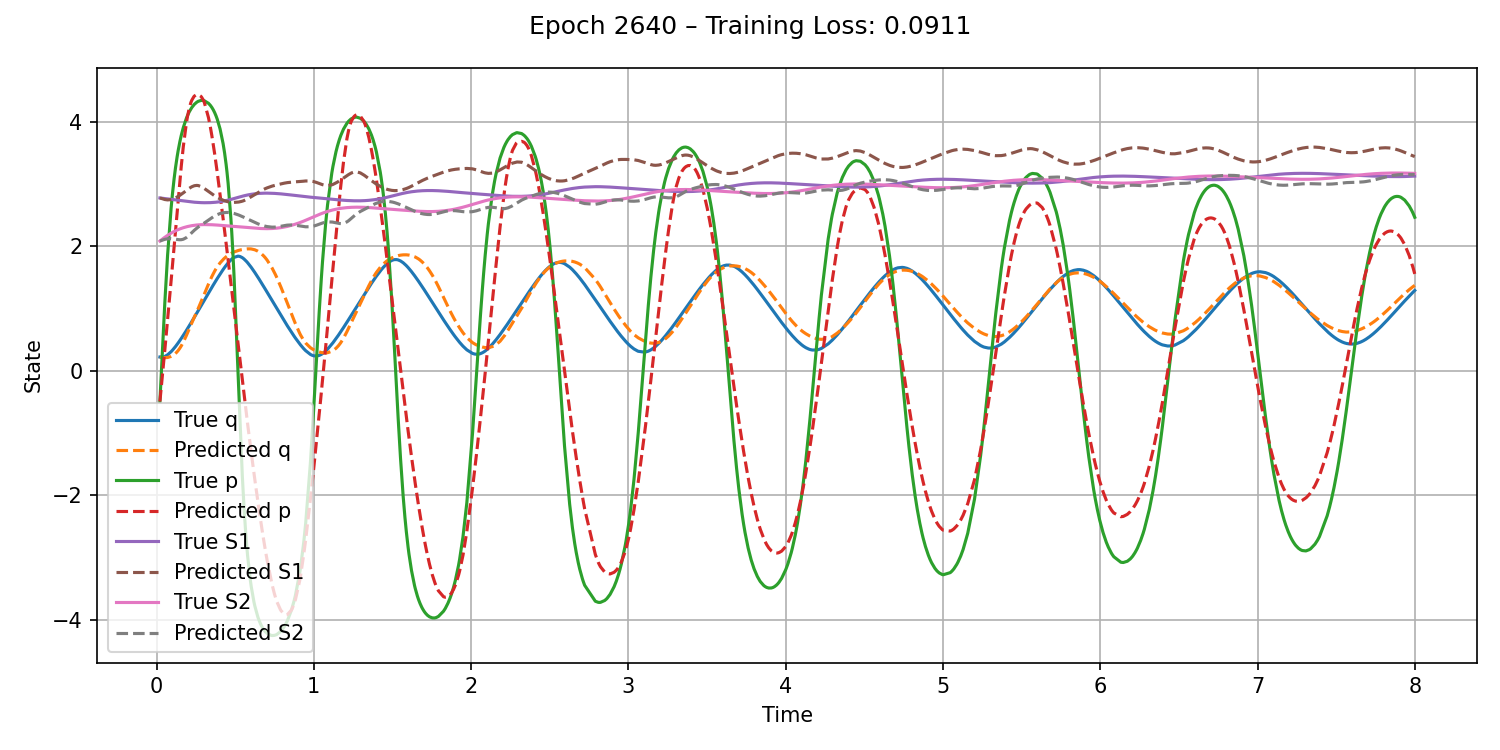 Epoch 2640 – Training Loss: 0.0911
State
4
2
0
−2
−4
True q
Predicted q
True p
Predicted p
True S1
Predicted S1
True S2
Predicted S2
0 1 2 3 4 5 6 7 8
Time